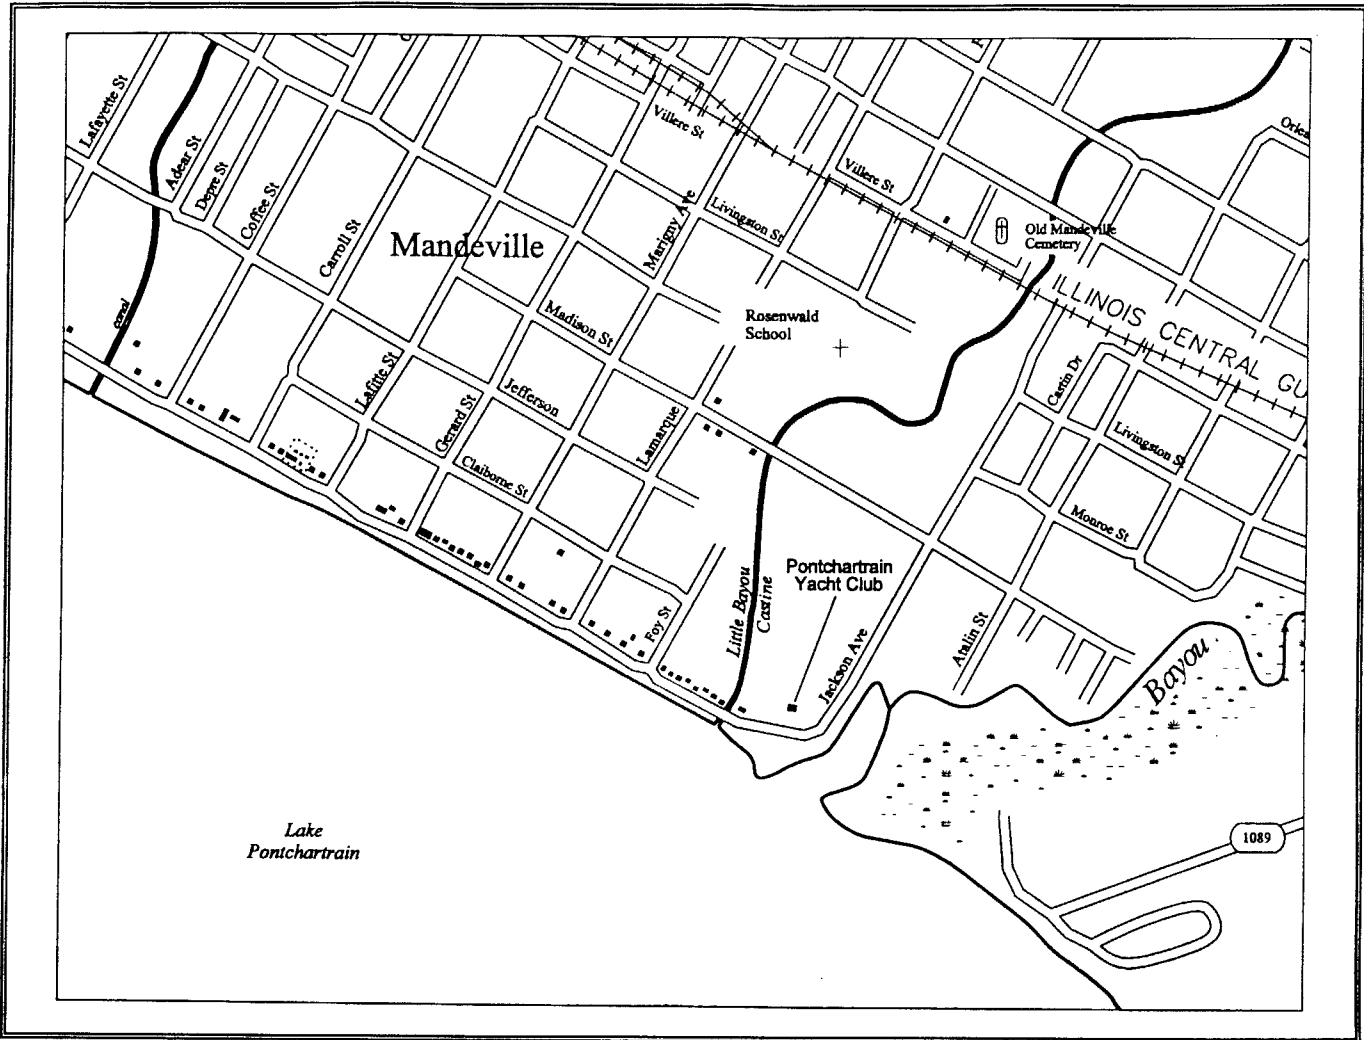 Lafayette St
Adear St
Depre St
Coffee St
Carroll St
canal
Mandeville
Villere St
Marigny Ave
Livingston St
Villere St
Old Mandeville
Cemetery
ILLINOIS CENTRAL GU
Madison St
Rosenwald
School
Lafitte St
Gerard St
Jefferson
Lamarque
Claiborne St
Castin Dr
Livingston St
Monroe St
Pontchartrain
Yacht Club
Little Bayou
Castine
Foy St
Jackson Ave
Atalin St
Bayou
Lake
Pontchartrain
1089